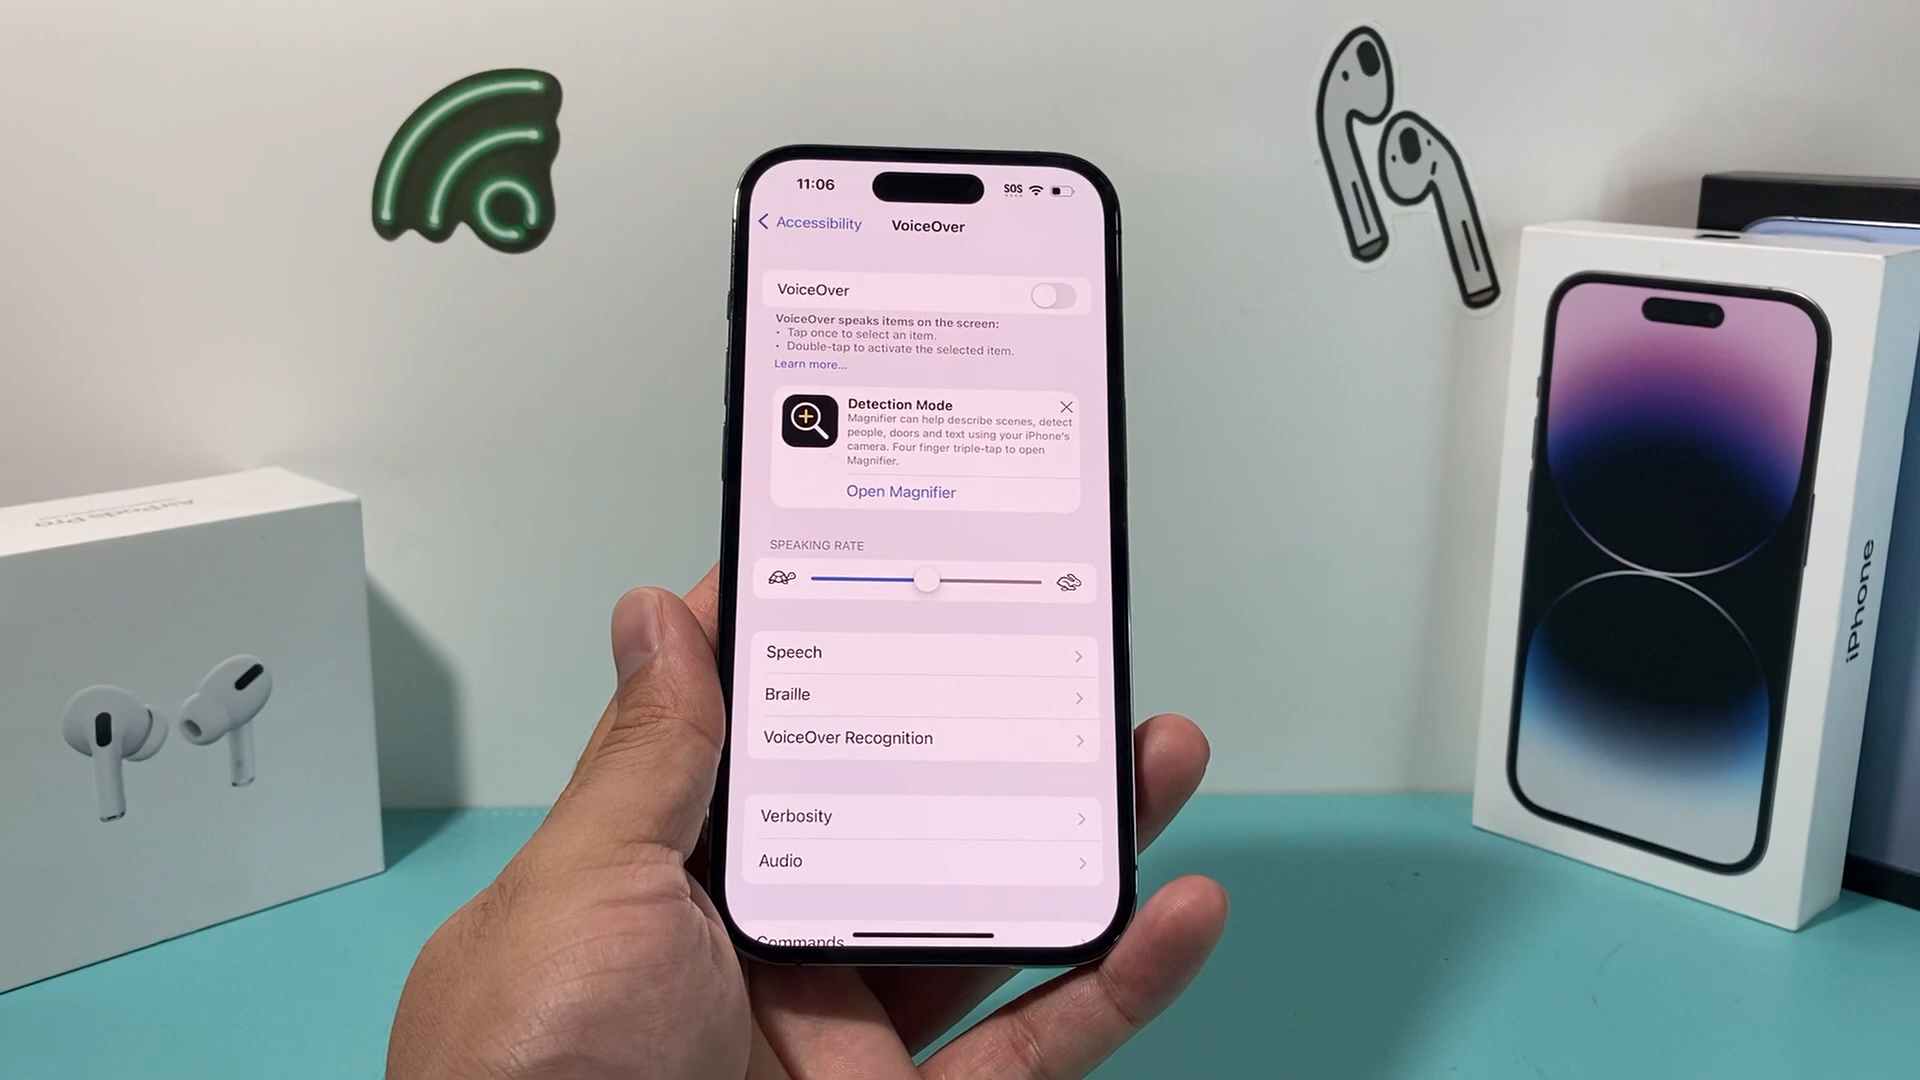 11:06
SOS
Accessibility
VoiceOver
VoiceOver
VoiceOver speaks items on the screen:
• Tap once to select an item.
• Double-tap to activate the selected item.
Learn more...
Detection Mode
Magnifier can help describe scenes, detect
people, doors and text using your iPhone's
camera. Four finger triple-tap to open
Magnifier.
Open Magnifier
SPEAKING RATE
Speech
Braille
VoiceOver Recognition
Verbosity
Audio
Commands
AirPods Pro
iPhone